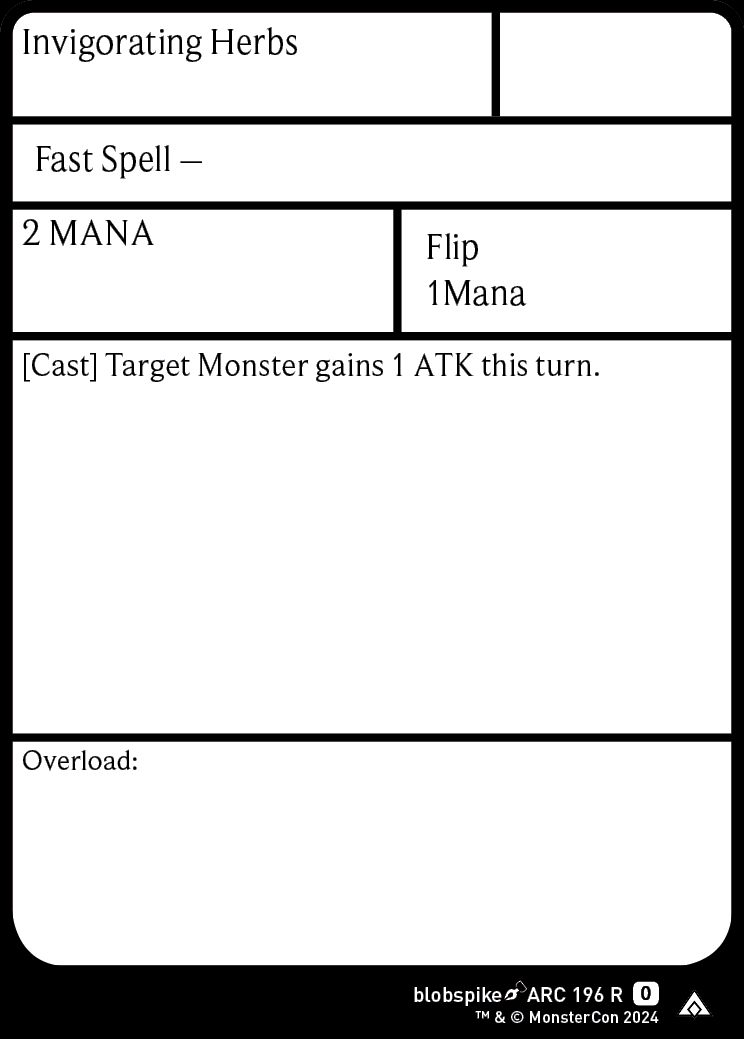 Invigorating Herbs
Fast Spell —
2 MANA
Flip
1Mana
[Cast] Target Monster gains 1 ATK this turn.
Overload:
blobspike ARC 196 R 0
™ & © MonsterCon 2024